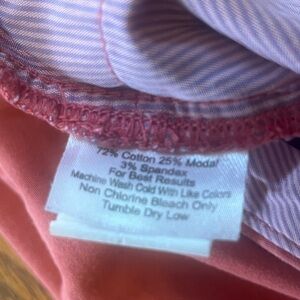 72% Cotton 25% Modal
3% Spandex
For Best Results
Machine Wash Cold With Like Colors
Non Chlorine Bleach Only
Tumble Dry Low